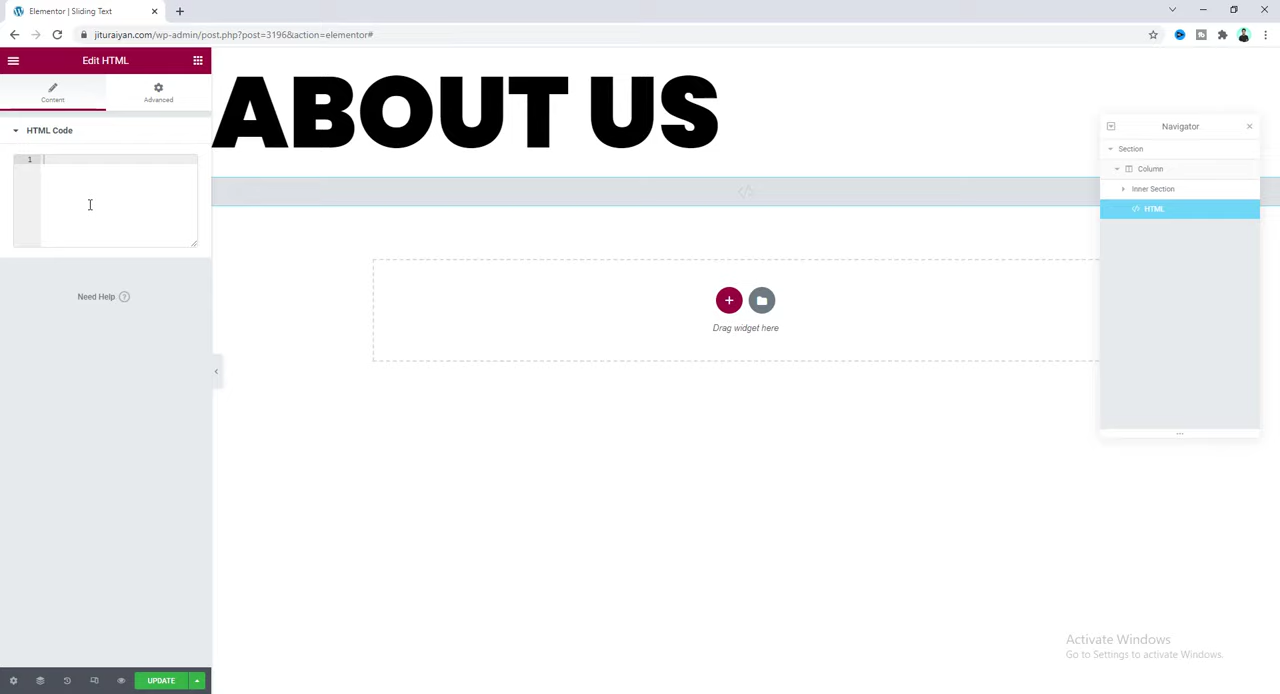 Elementor | Sliding Text
jituraiyan.com/wp-admin/post.php?post=3196&action=elementor#
Edit HTML
Content
Advanced
HTML Code
1
Need Help
?
UPDATE
ABOUT US
</>
Drag widget here
Navigator
Section
Column
Inner Section
</> HTML
Activate Windows
Go to Settings to activate Windows.